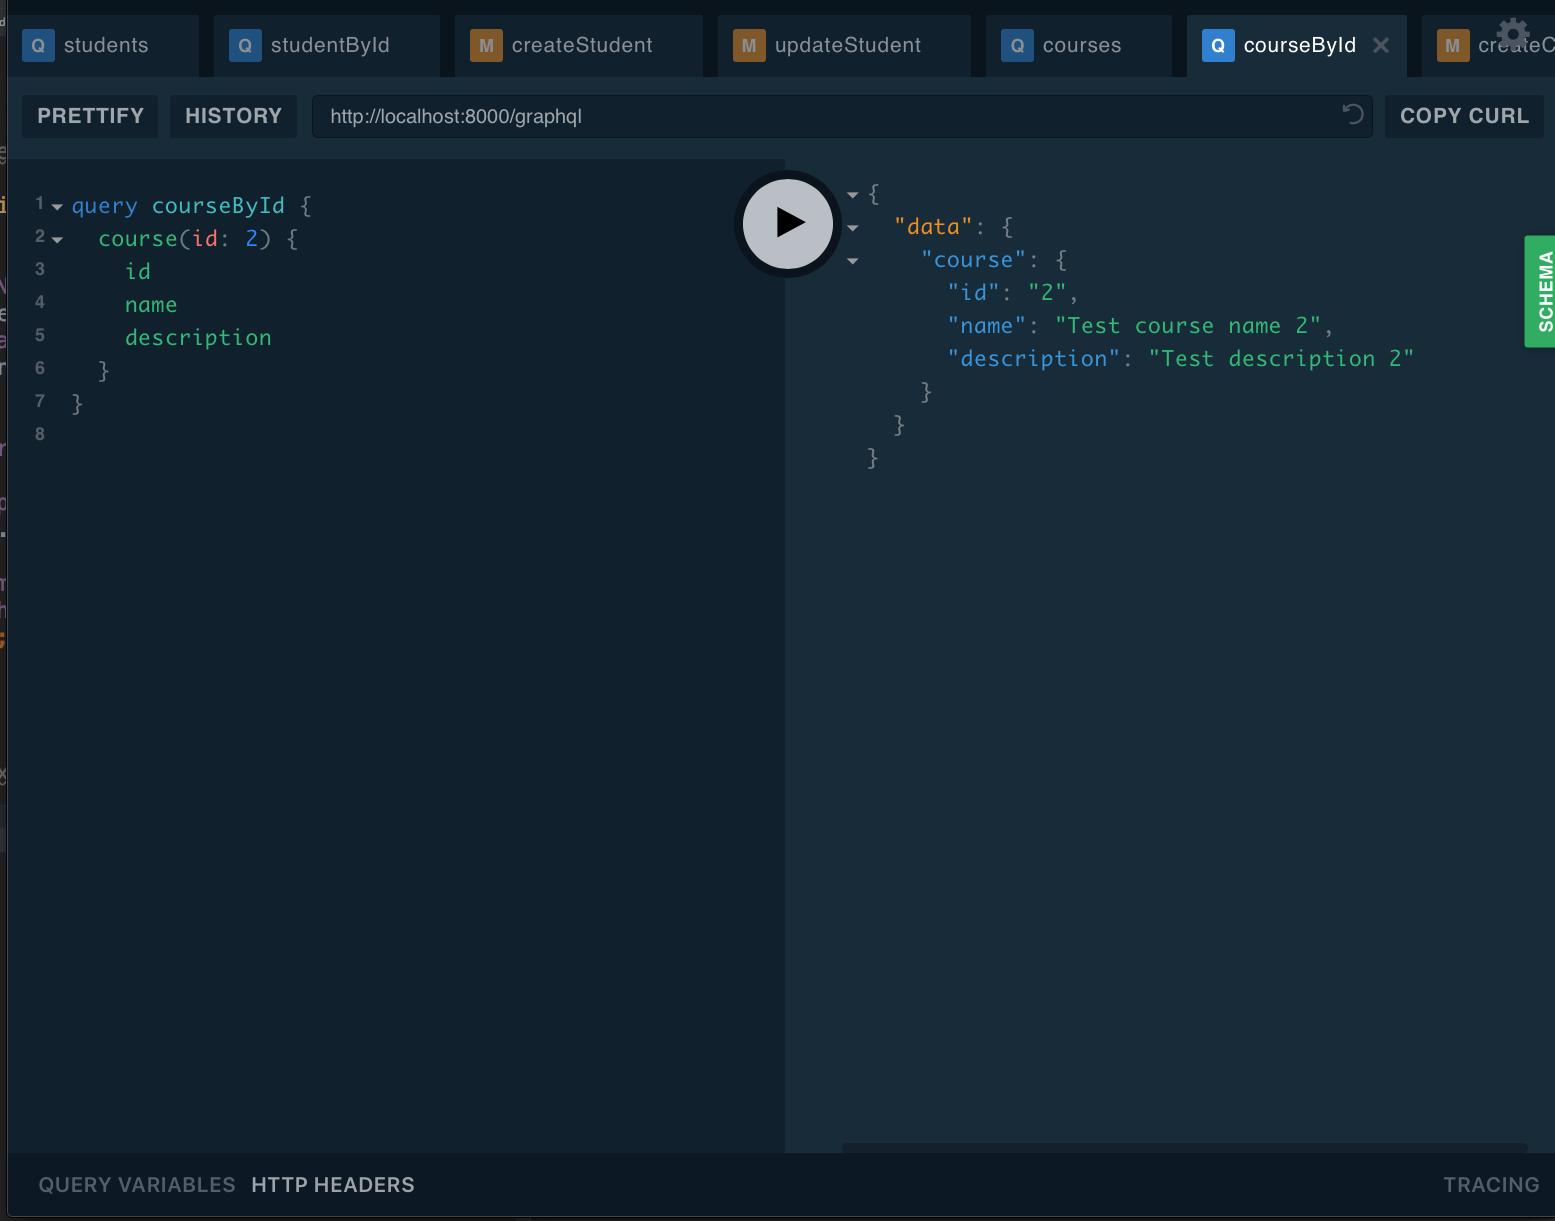 Q students Q studentById M createStudent M updateStudent Q courses Q courseById × M createC
PRETTIFY HISTORY http://localhost:8000/graphql COPY CURL
1 query courseById {
2 course(id: 2) {
3 id
4 name
5 description
6 }
7 }
8
{
"data": {
"course": {
"id": "2",
"name": "Test course name 2",
"description": "Test description 2"
}
}
}
SCHEMA
QUERY VARIABLES HTTP HEADERS TRACING